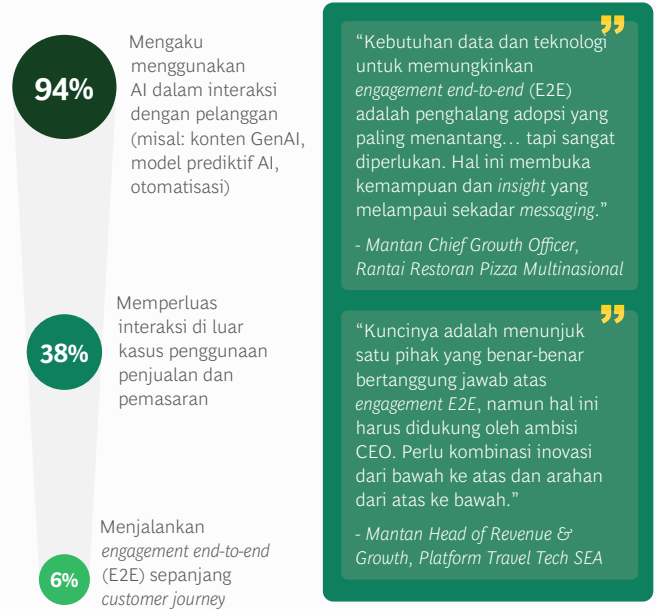 94%
Mengaku
menggunakan
AI dalam interaksi
dengan pelanggan
(misal: konten GenAI,
model prediktif AI,
otomatisasi)
38%
Memperluas
interaksi di luar
kasus penggunaan
penjualan dan
pemasaran
6%
Menjalankan
engagement end-to-end
(E2E) sepanjang
customer journey
”
“Kebutuhan data dan teknologi
untuk memungkinkan
engagement end-to-end (E2E)
adalah penghalang adopsi yang
paling menantang… tapi sangat
diperlukan. Hal ini membuka
kemampuan dan insight yang
melampaui sekadar messaging.”
- Mantan Chief Growth Officer,
Rantai Restoran Pizza Multinasional
”
“Kuncinya adalah menunjuk
satu pihak yang benar-benar
bertanggung jawab atas
engagement E2E, namun hal ini
harus didukung oleh ambisi
CEO. Perlu kombinasi inovasi
dari bawah ke atas dan arahan
dari atas ke bawah.”
- Mantan Head of Revenue &
Growth, Platform Travel Tech SEA